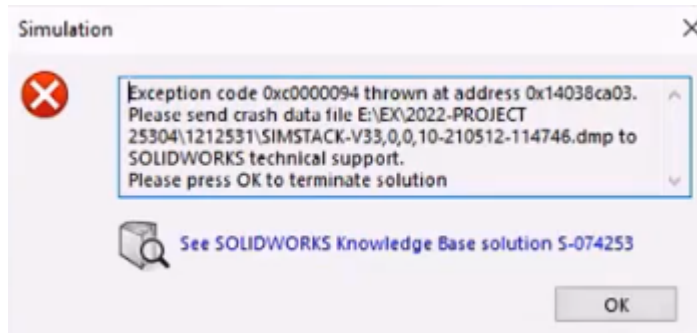 Simulation
Exception code 0xc0000094 thrown at address 0x14038ca03.
Please send crash data file E:\EX\2022-PROJECT
25304\1212531\SIMSTACK-V33,0,0,10-210512-114746.dmp to
SOLIDWORKS technical support.
Please press OK to terminate solution
See SOLIDWORKS Knowledge Base solution S-074253
OK